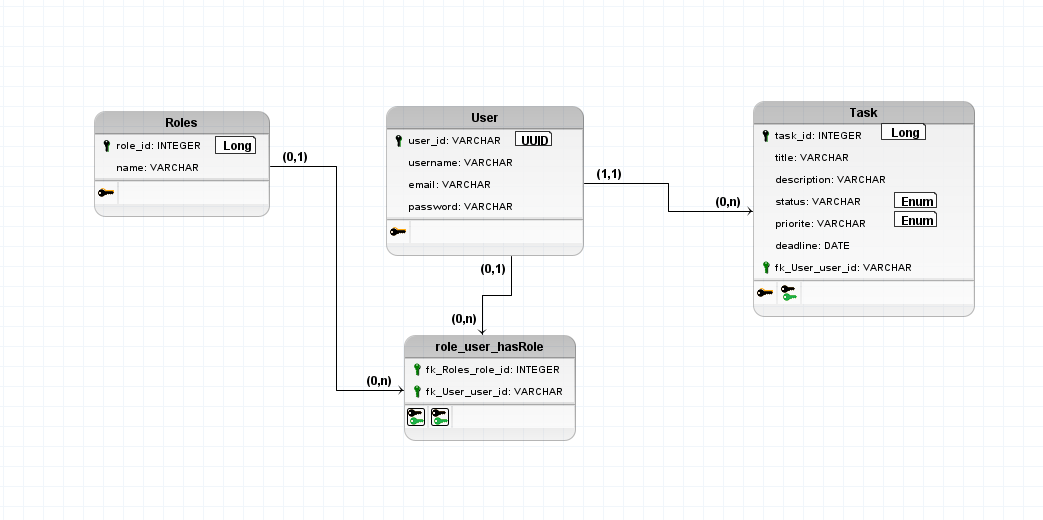 Roles
role_id: INTEGER Long
name: VARCHAR
(0,1)
User
user_id: VARCHAR UUID
username: VARCHAR
email: VARCHAR
password: VARCHAR
(1,1)
(0,n)
Task
task_id: INTEGER Long
title: VARCHAR
description: VARCHAR
status: VARCHAR Enum
priorite: VARCHAR Enum
deadline: DATE
fk_User_user_id: VARCHAR
(0,1)
(0,n)
(0,n)
role_user_hasRole
fk_Roles_role_id: INTEGER
fk_User_user_id: VARCHAR